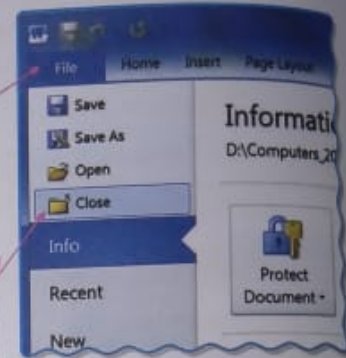 File Home Insert Page Layout
Save
Save As
Open
Close
Info
Recent
New
Informati
D:\Computers_20
Protect
Document